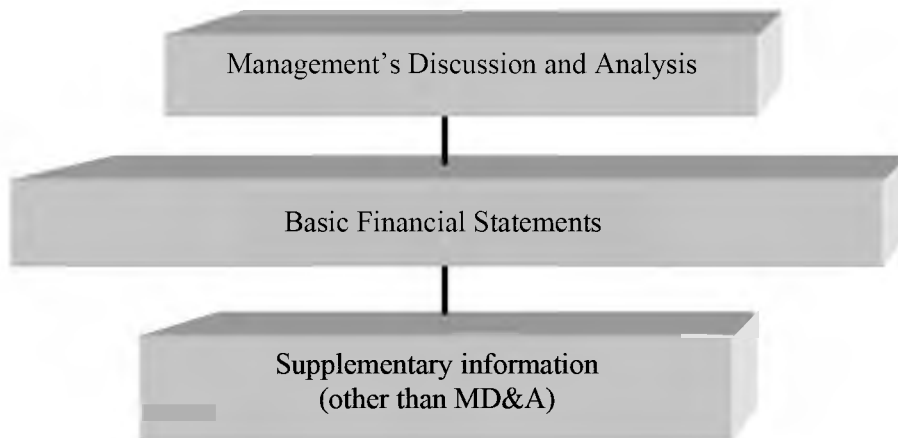 Management’s Discussion and Analysis
Basic Financial Statements
Supplementary information
(other than MD&A)